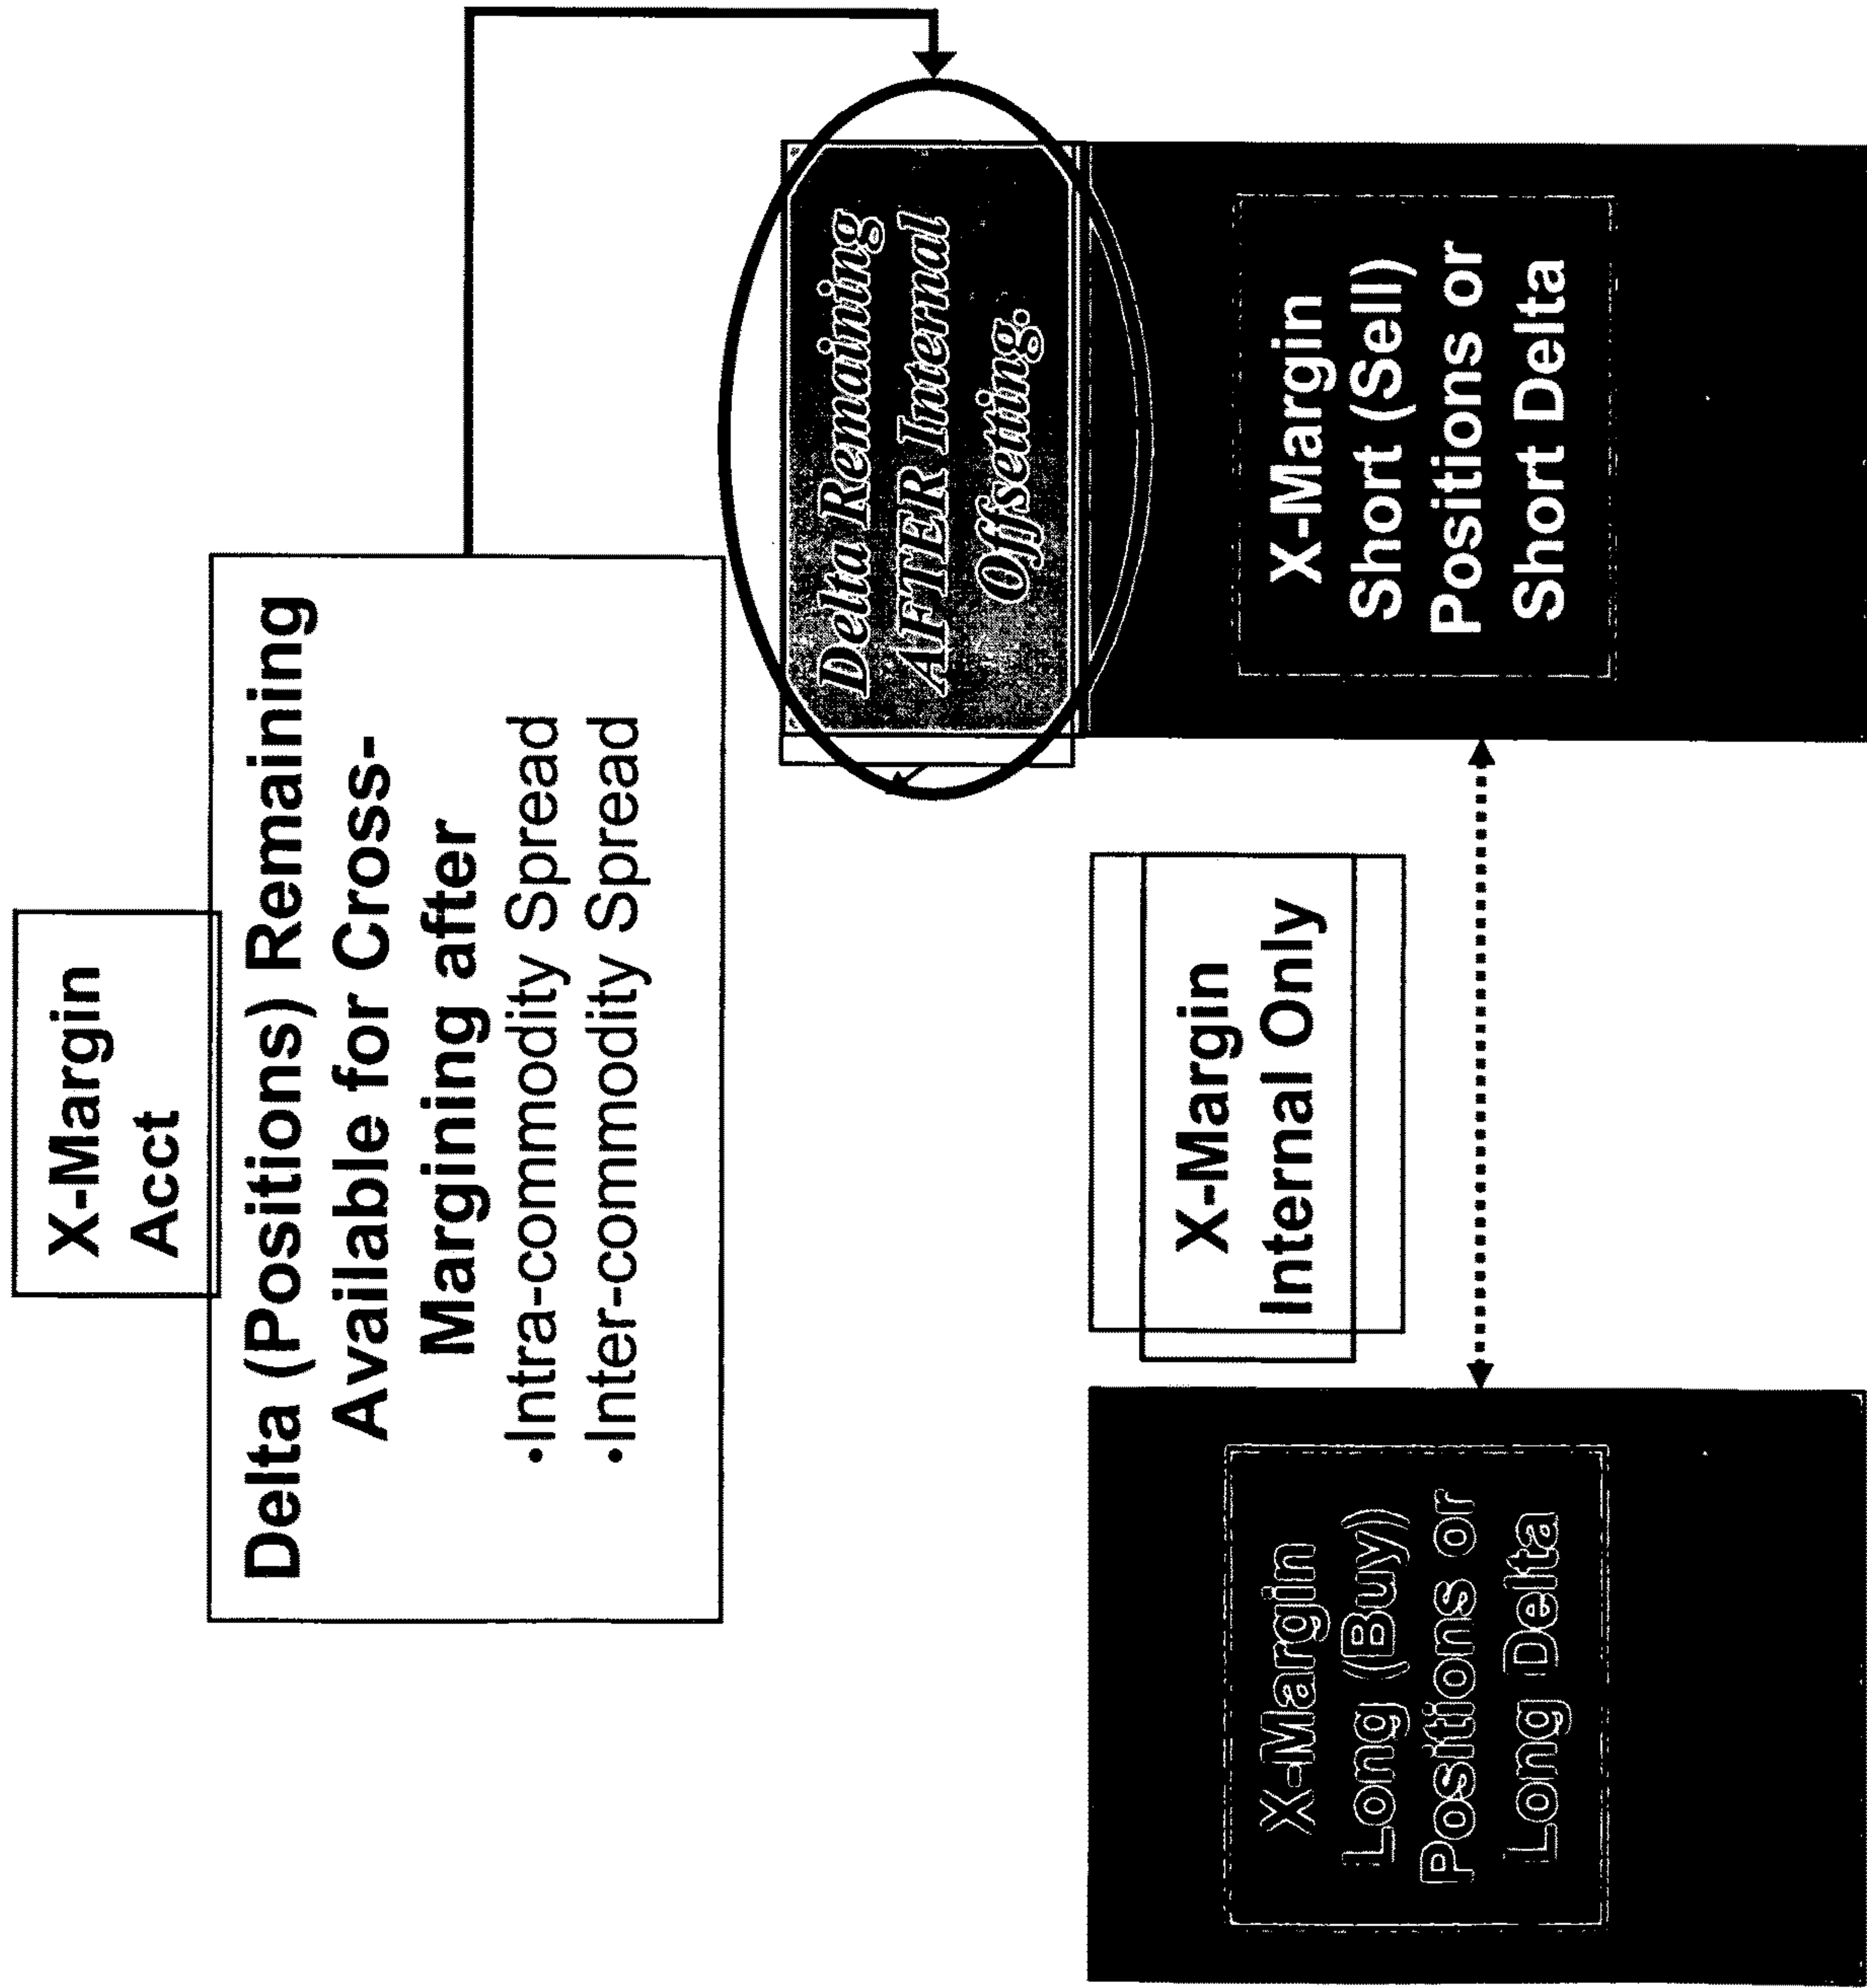 X-Margin
Acct
Delta (Positions) Remaining
Available for Cross-
Margining after
•Intra-commodity Spread
•Inter-commodity Spread
Delta Remaining
AFTER Internal
Offsetting.
X-Margin
Internal Only
X-Margin
Long (Buy)
Positions or
Long Delta
X-Margin
Short (Sell)
Positions or
Short Delta